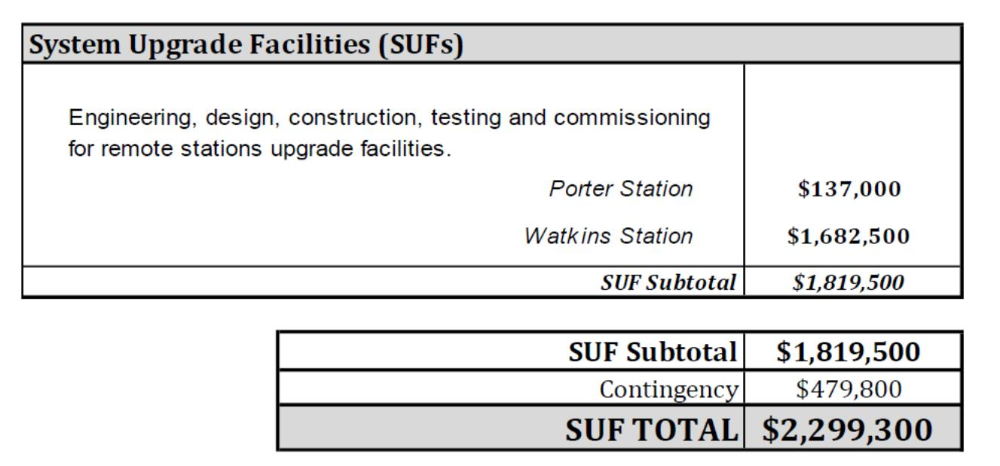 System Upgrade Facilities (SUFs)
Engineering, design, construction, testing and commissioning
for remote stations upgrade facilities.
Porter Station $137,000
Watkins Station $1,682,500
SUF Subtotal $1,819,500
SUF Subtotal $1,819,500
Contingency $479,800
SUF TOTAL $2,299,300